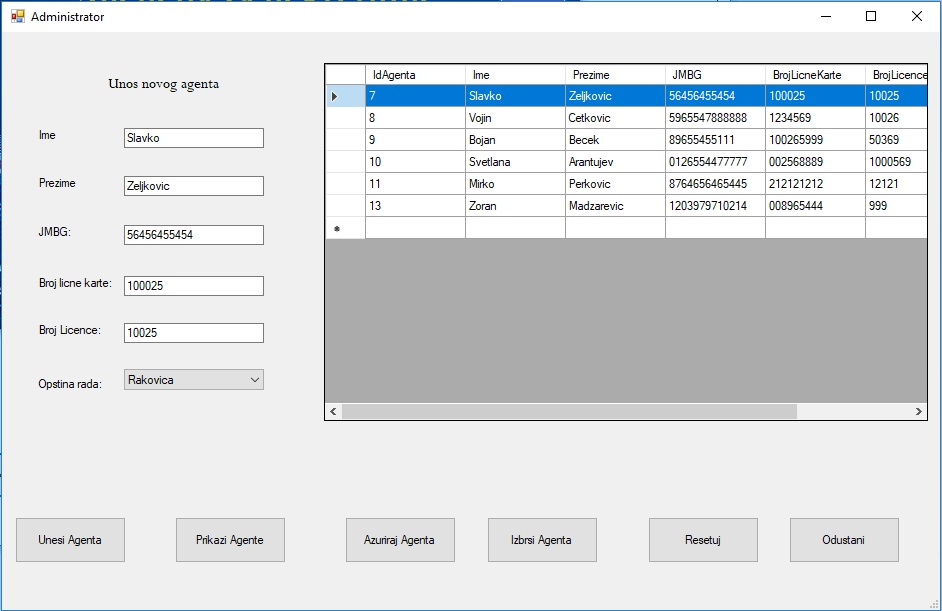 Administrator
Unos novog agenta
Ime Slavko
Prezime Zeljkovic
JMBG: 56456455454
Broj licne karte: 100025
Broj Licence: 10025
Opstina rada: Rakovica
IdAgenta Ime Prezime JMBG BrojLicneKarte BrojLicence
7 Slavko Zeljkovic 56456455454 100025 10025
8 Vojin Cetkovic 5965547888888 1234569 10026
9 Bojan Becek 89655455111 100265999 50369
10 Svetlana Arantujev 0126554477777 002568889 1000569
11 Mirko Perkovic 8764656465445 212121212 12121
13 Zoran Madzarevic 1203979710214 008965444 999
Unesi Agenta Prikazi Agente Azuriraj Agenta Izbrsi Agenta Resetuj Odustani